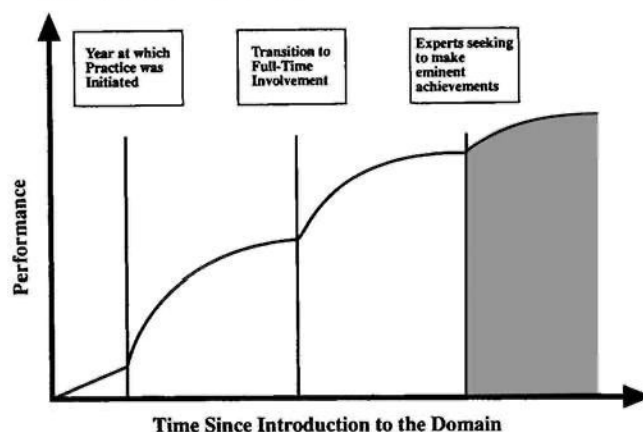 Year at which
Practice was
Initiated
Transition to
Full-Time
Involvement
Experts seeking
to make
eminent
achievements
Performance
Time Since Introduction to the Domain